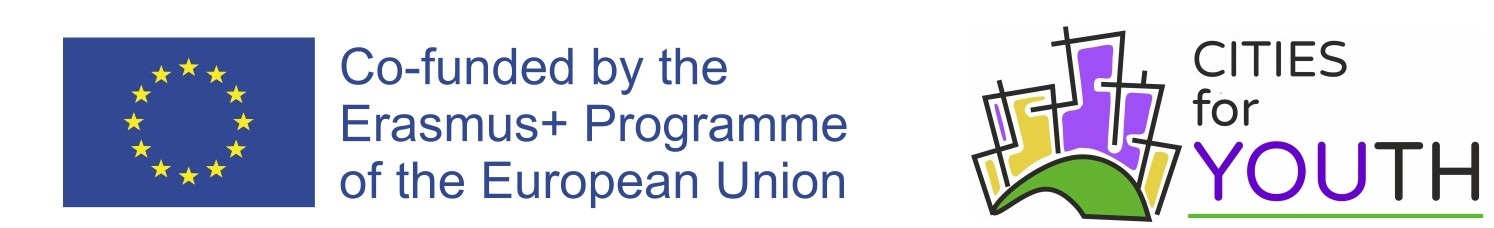 Co-funded by the
Erasmus+ Programme
of the European Union
CITIES
for
YOUTH